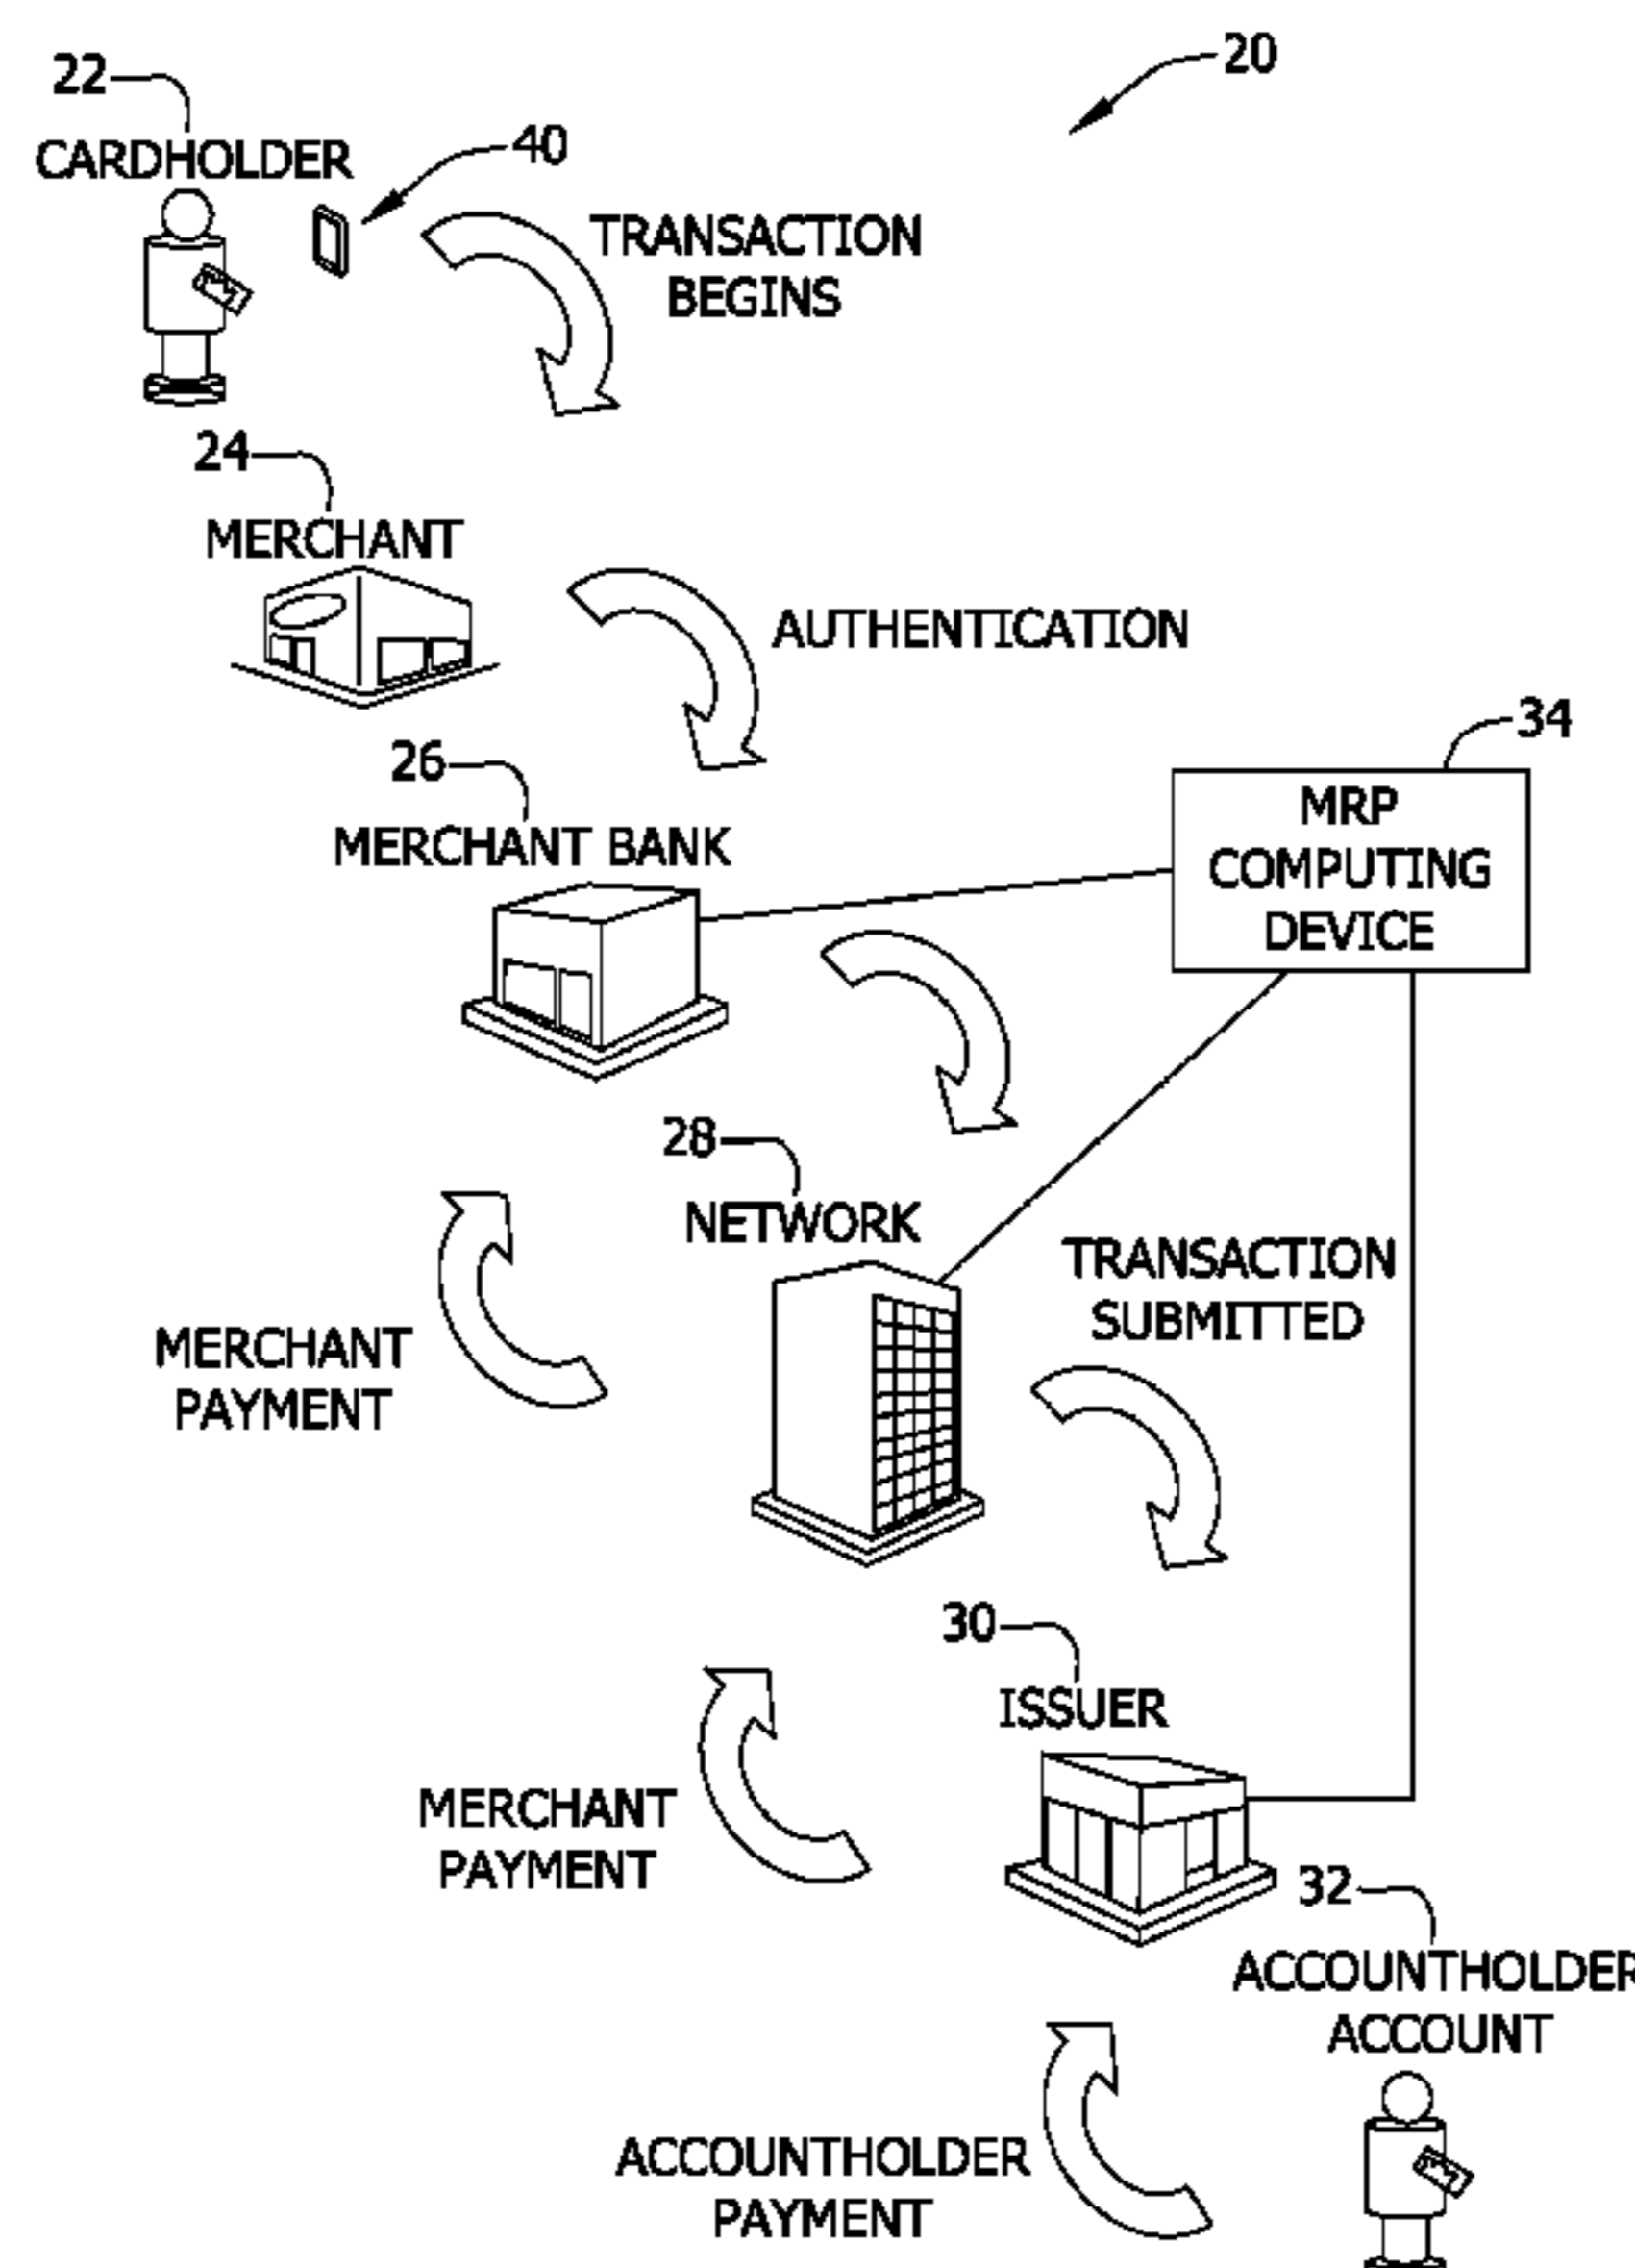 20
22
CARDHOLDER
40
TRANSACTION
BEGINS
24
MERCHANT
AUTHENTICATION
34
MRP
COMPUTING
DEVICE
26
MERCHANT BANK
28
NETWORK
TRANSACTION
SUBMITTED
MERCHANT
PAYMENT
30
ISSUER
MERCHANT
PAYMENT
32
ACCOUNTHOLDER
ACCOUNT
ACCOUNTHOLDER
PAYMENT